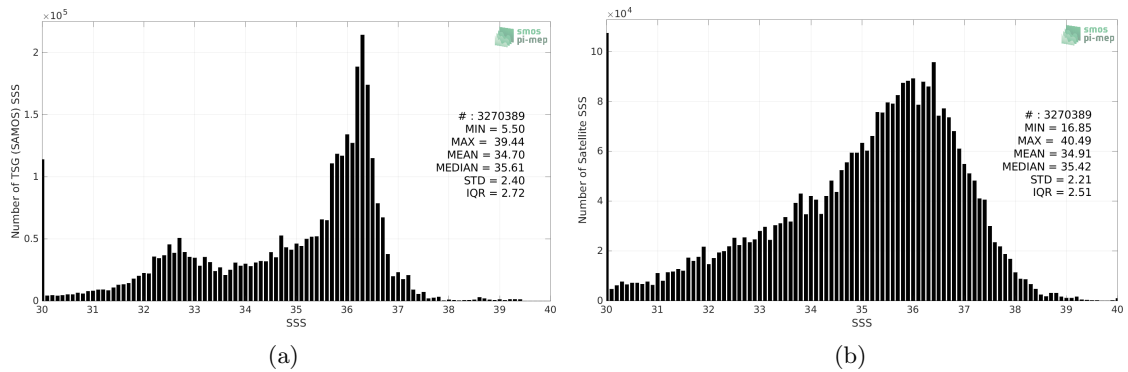 ×10⁵
smos
pi-mep
2
1.5
1
0.5
0
Number of TSG (SAMOS) SSS
# : 3270389
MIN = 5.50
MAX = 39.44
MEAN = 34.70
MEDIAN = 35.61
STD = 2.40
IQR = 2.72
30 31 32 33 34 35 36 37 38 39 40
SSS
(a)
×10⁴
smos
pi-mep
10
8
6
4
2
0
Number of Satellite SSS
# : 3270389
MIN = 16.85
MAX = 40.49
MEAN = 34.91
MEDIAN = 35.42
STD = 2.21
IQR = 2.51
30 31 32 33 34 35 36 37 38 39 40
SSS
(b)